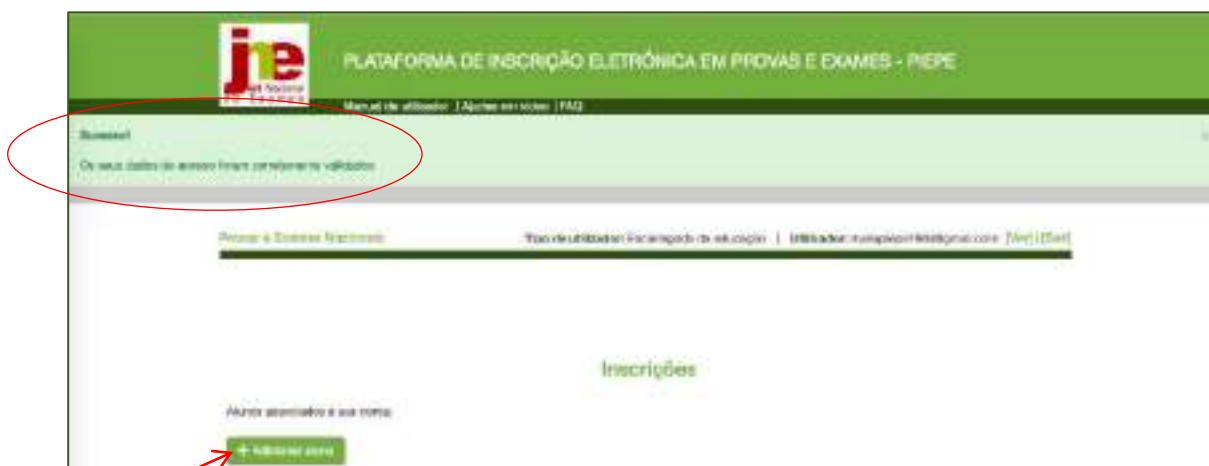 jne
PLATAFORMA DE INSCRIÇÃO ELETRÓNICA EM PROVAS E EXAMES - PIEPE
Manual de utilizador | Ajudas em vídeo | FAQ
Sucesso!
Os seus dados de acesso foram corretamente validados
Provas e Exames Nacionais
Tipo de utilizador: Encarregado de educação | Utilizador: [Ver] | [Sair]
Inscrições
Alunos associados à sua conta:
+ Adicionar aluno